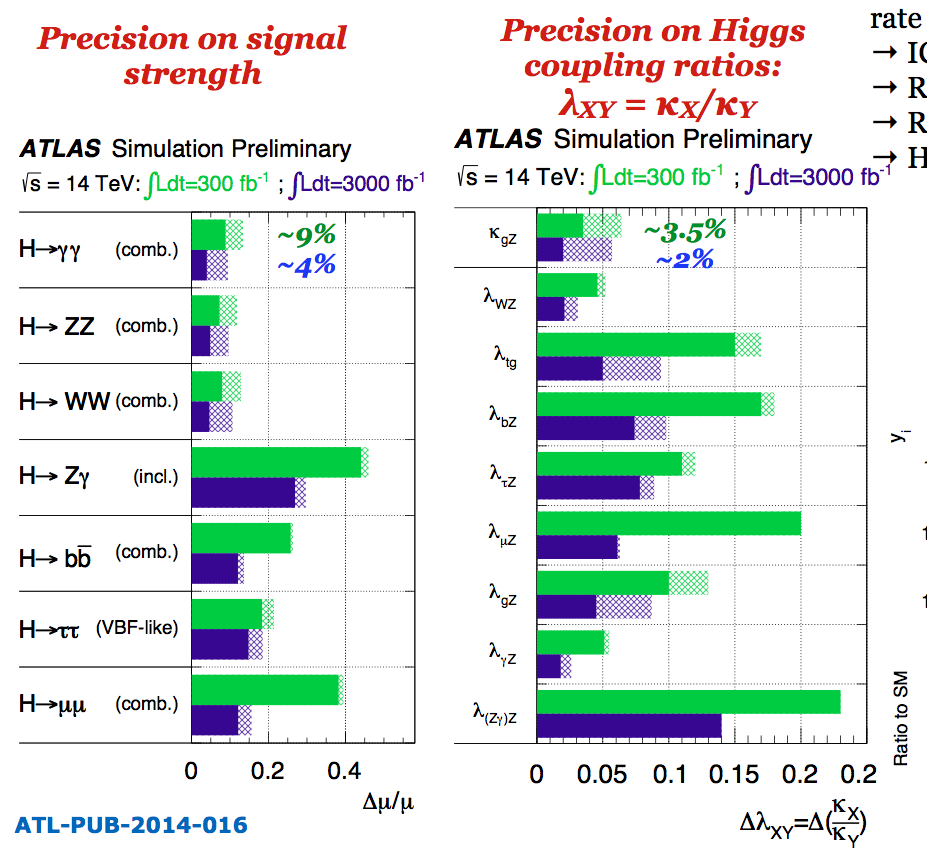 Precision on signal
strength
ATLAS Simulation Preliminary
√s = 14 TeV: ∫Ldt=300 fb⁻¹ ; ∫Ldt=3000 fb⁻¹
H→γγ (comb.)
~9%
~4%
H→ ZZ (comb.)
H→ WW (comb.)
H→ Zγ (incl.)
H→ bb̅ (comb.)
H→ττ (VBF-like)
H→μμ (comb.)
0 0.2 0.4
Δμ/μ
ATL-PUB-2014-016
Precision on Higgs
coupling ratios:
λXY = κX/κY
ATLAS Simulation Preliminary
√s = 14 TeV: ∫Ldt=300 fb⁻¹ ; ∫Ldt=3000 fb⁻¹
κgZ
~3.5%
~2%
λWZ
λtg
λbZ
λτZ
λμZ
λgZ
λγZ
λ(Zγ)Z
0 0.05 0.1 0.15 0.2 0.2
ΔλXY=Δ(κX/κY)
rate
→ 
→ R
→ R
→ H
yi
Ratio to SM